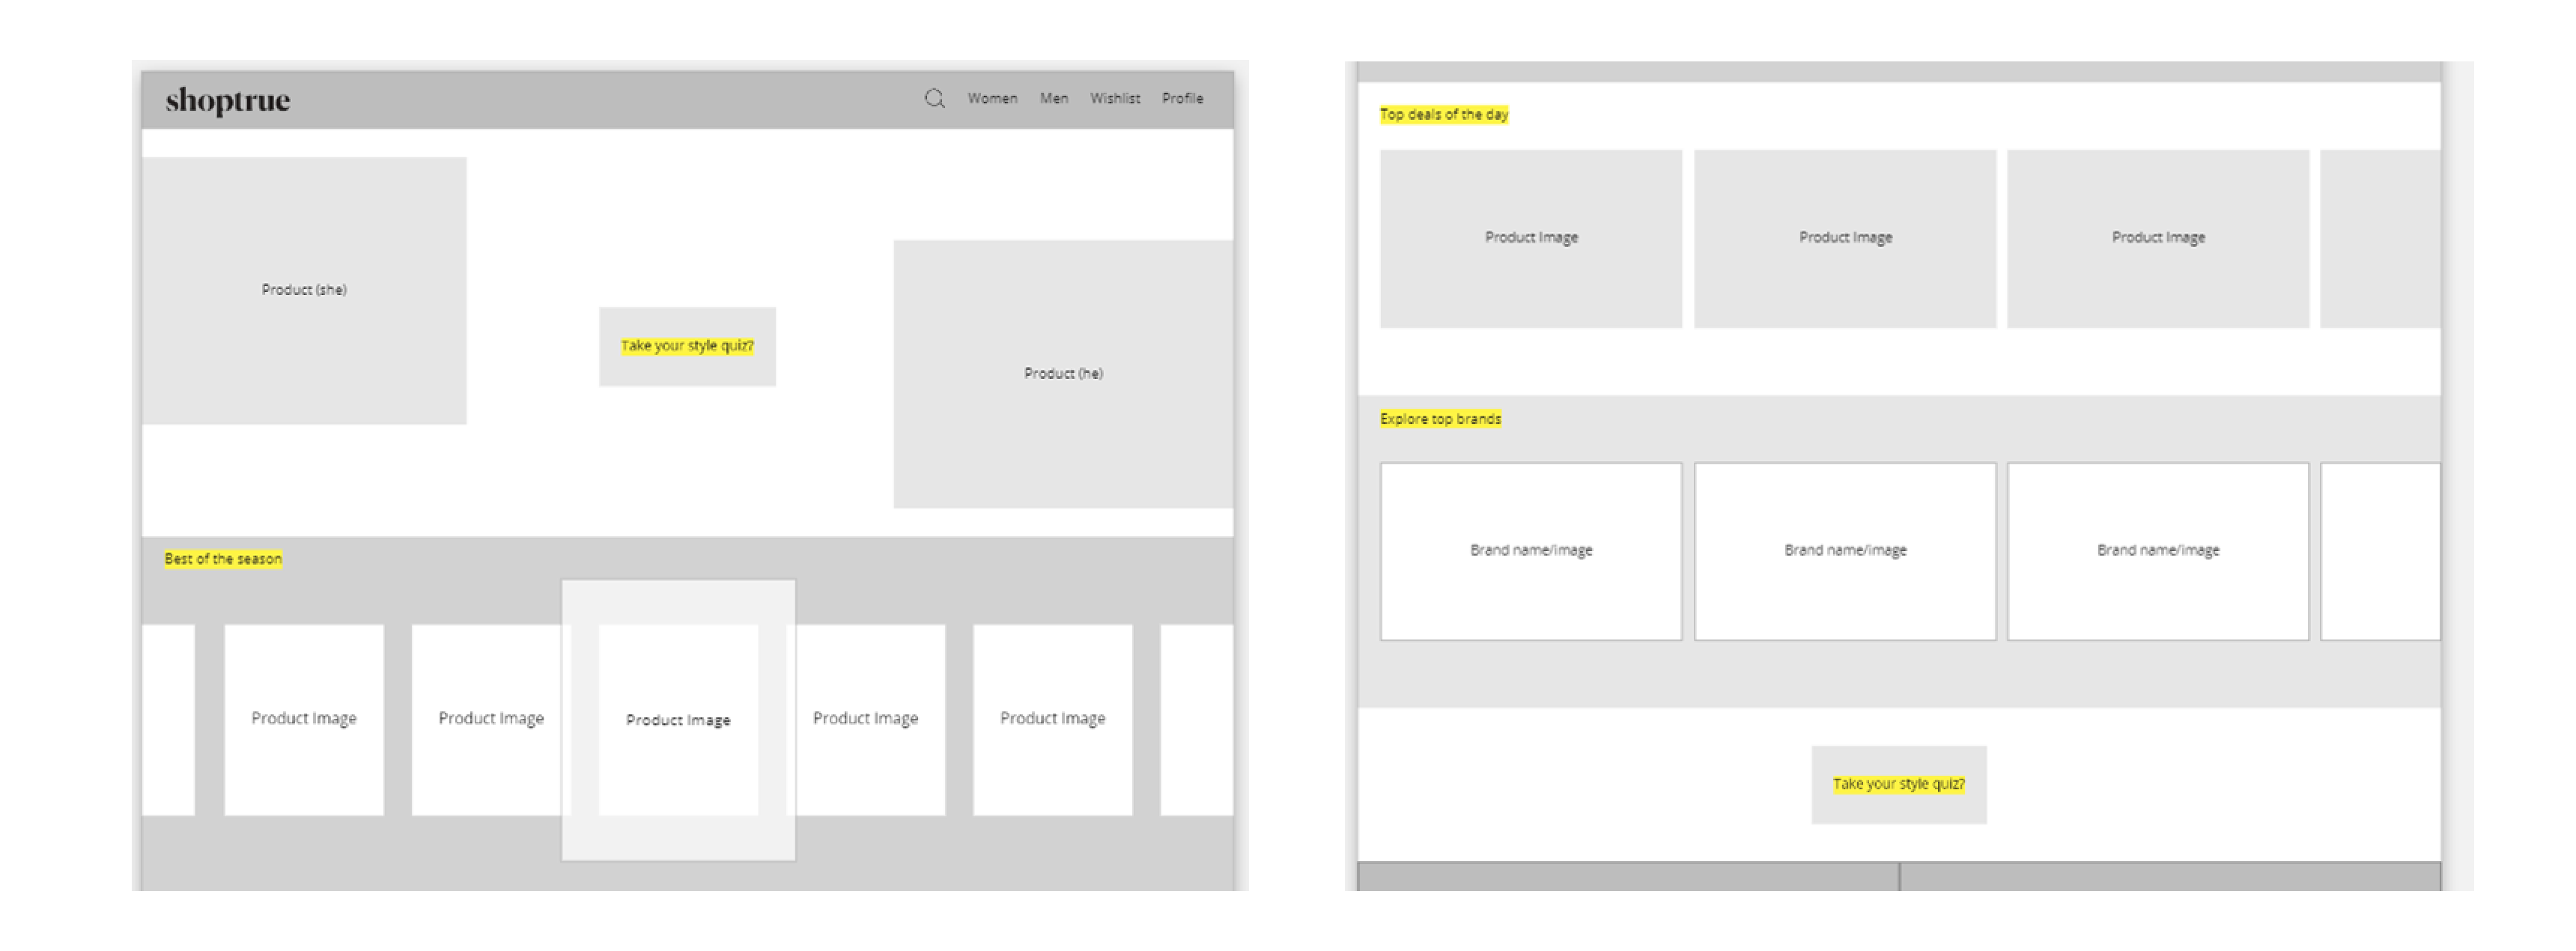 shoptrue
Women Men Wishlist Profile
Product (she)
Take your style quiz?
Product (he)
Best of the season
Product Image Product Image Product Image Product Image Product Image
Top deals of the day
Product Image Product Image Product Image
Explore top brands
Brand name/image Brand name/image Brand name/image
Take your style quiz?